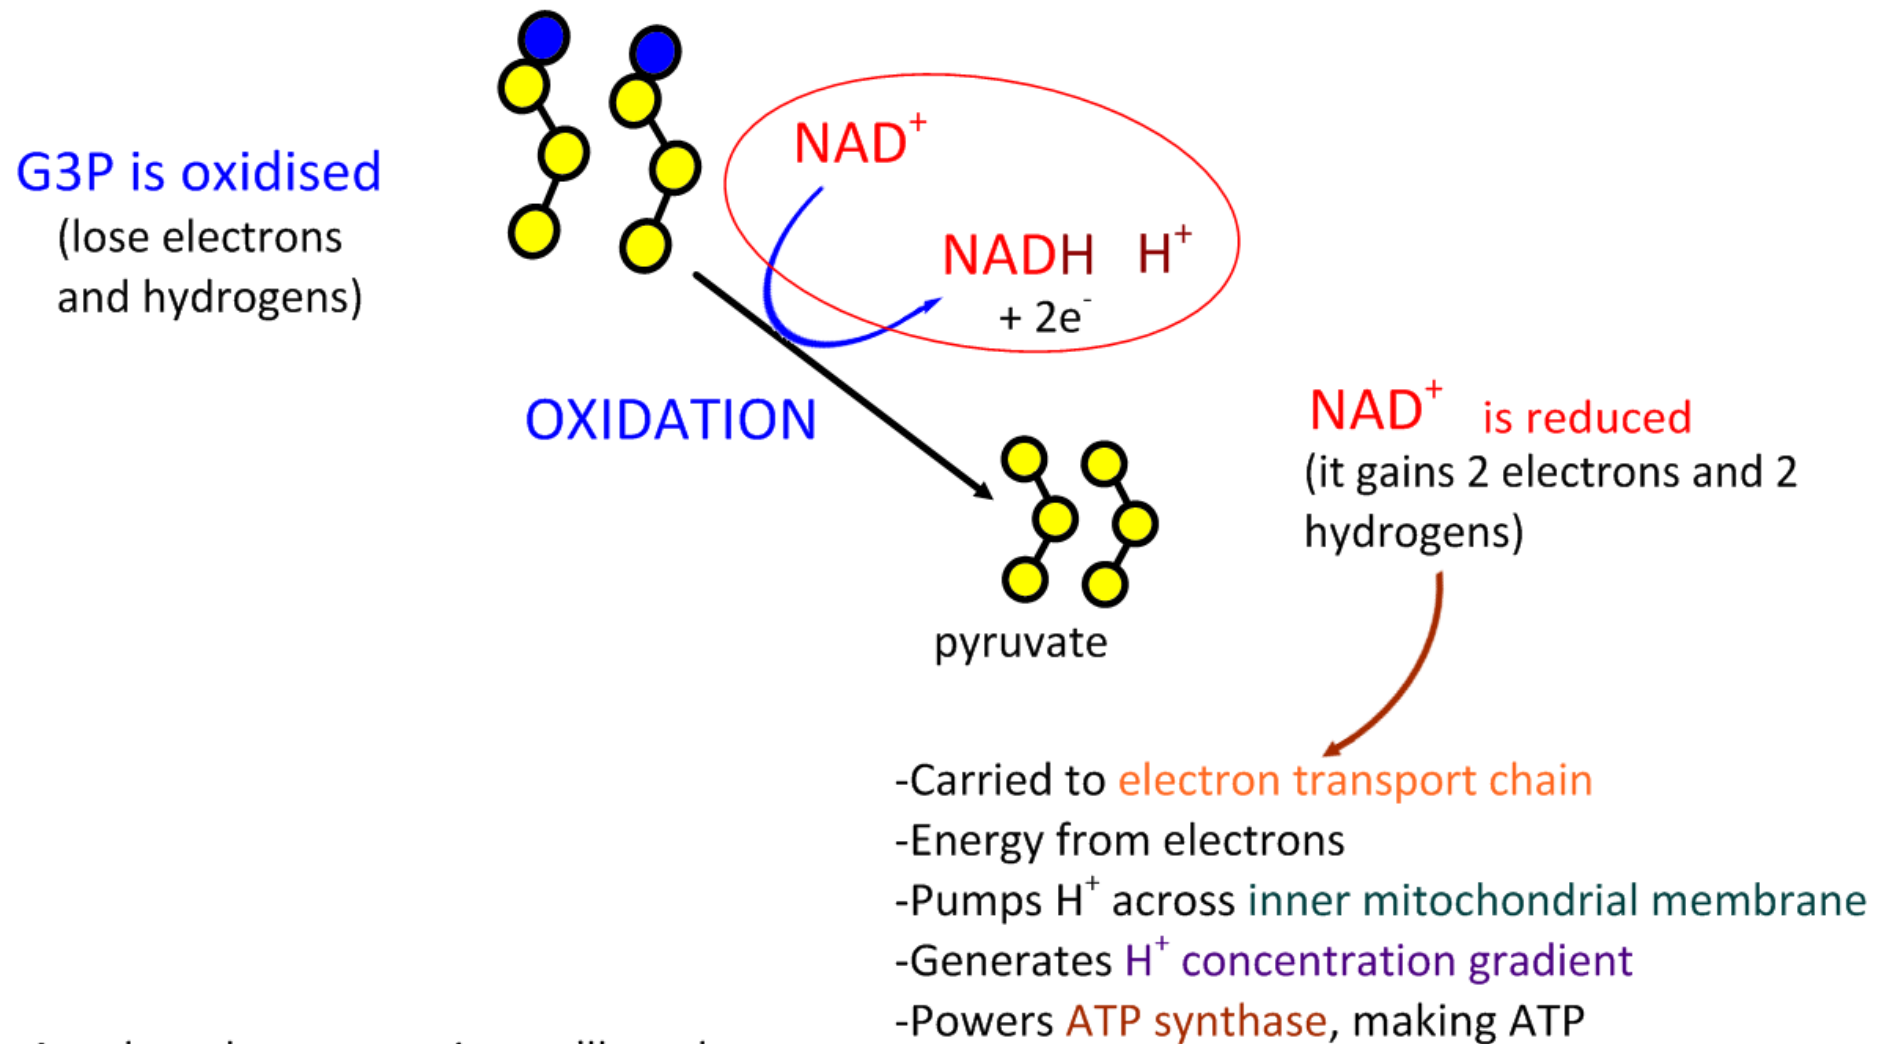 G3P is oxidised
(lose electrons
and hydrogens)
NAD⁺
NADH H⁺
+ 2e⁻
OXIDATION
NAD⁺ is reduced
(it gains 2 electrons and 2
hydrogens)
pyruvate
-Carried to electron transport chain
-Energy from electrons
-Pumps H⁺ across inner mitochondrial membrane
-Generates H⁺ concentration gradient
-Powers ATP synthase, making ATP